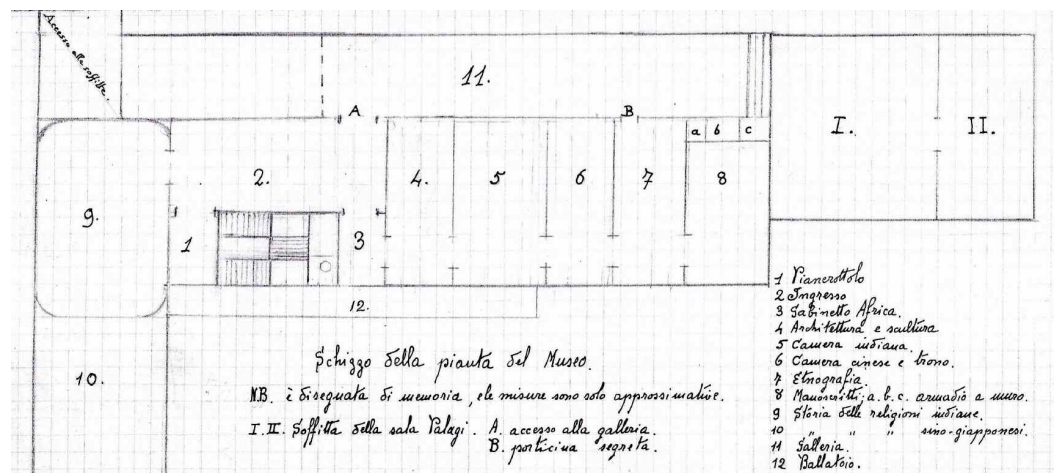 Accesso alle soffitte.
11.
A
B
I.
II.
a b c
9.
2.
4.
5
6
7
8
1
3
12.
10.
Schizzo della pianta del Museo.
N.B. è disegnata di memoria, e le misure sono solo approssimative.
I. II. Soffitta della sala Palagi. A. accesso alla galleria.
B. porticina segreta.
1 Pianerottolo
2 Ingresso
3 Gabinetto Africa.
4 Architettura e scultura
5 Camera indiana
6 Camera cinese e trono.
7 Etnografia.
8 Manoscritti; a. b. c. armadio a muro.
9 Storia delle religioni indiane.
10 " " " sino-giapponesi.
11 Galleria.
12 Ballatoio.